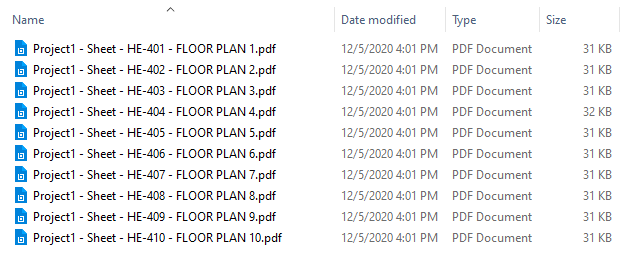 Name Date modified Type Size
Project1 - Sheet - HE-401 - FLOOR PLAN 1.pdf 12/5/2020 4:01 PM PDF Document 31 KB
Project1 - Sheet - HE-402 - FLOOR PLAN 2.pdf 12/5/2020 4:01 PM PDF Document 31 KB
Project1 - Sheet - HE-403 - FLOOR PLAN 3.pdf 12/5/2020 4:01 PM PDF Document 31 KB
Project1 - Sheet - HE-404 - FLOOR PLAN 4.pdf 12/5/2020 4:01 PM PDF Document 32 KB
Project1 - Sheet - HE-405 - FLOOR PLAN 5.pdf 12/5/2020 4:01 PM PDF Document 31 KB
Project1 - Sheet - HE-406 - FLOOR PLAN 6.pdf 12/5/2020 4:01 PM PDF Document 31 KB
Project1 - Sheet - HE-407 - FLOOR PLAN 7.pdf 12/5/2020 4:01 PM PDF Document 31 KB
Project1 - Sheet - HE-408 - FLOOR PLAN 8.pdf 12/5/2020 4:01 PM PDF Document 31 KB
Project1 - Sheet - HE-409 - FLOOR PLAN 9.pdf 12/5/2020 4:01 PM PDF Document 31 KB
Project1 - Sheet - HE-410 - FLOOR PLAN 10.pdf 12/5/2020 4:01 PM PDF Document 31 KB